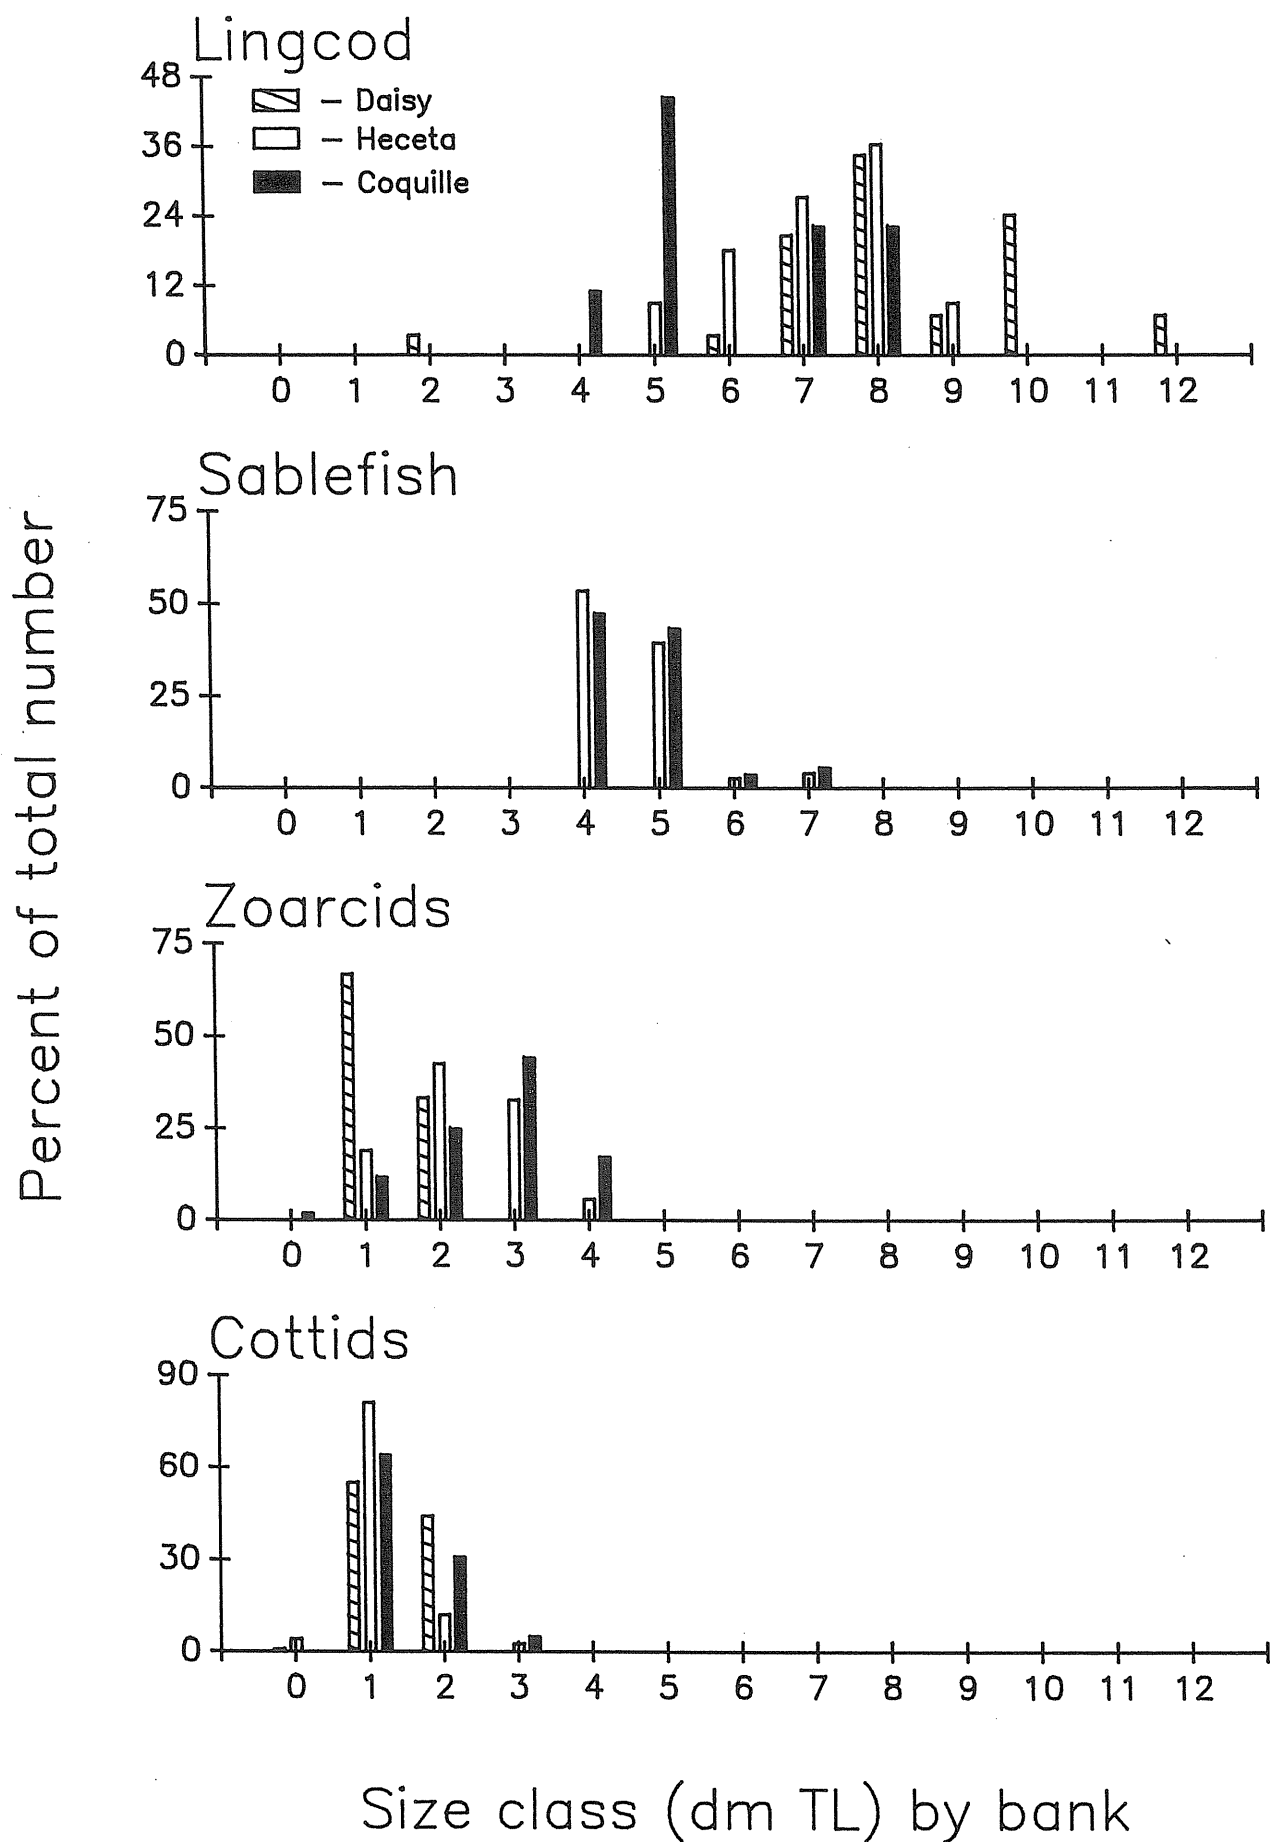 Lingcod
48
36
24
12
0
– Daisy
– Heceta
– Coquille
0 1 2 3 4 5 6 7 8 9 10 11 12
Sablefish
75
50
25
0
0 1 2 3 4 5 6 7 8 9 10 11 12
Zoarcids
75
50
25
0
0 1 2 3 4 5 6 7 8 9 10 11 12
Cottids
90
60
30
0
0 1 2 3 4 5 6 7 8 9 10 11 12
Percent of total number
Size class (dm TL) by bank